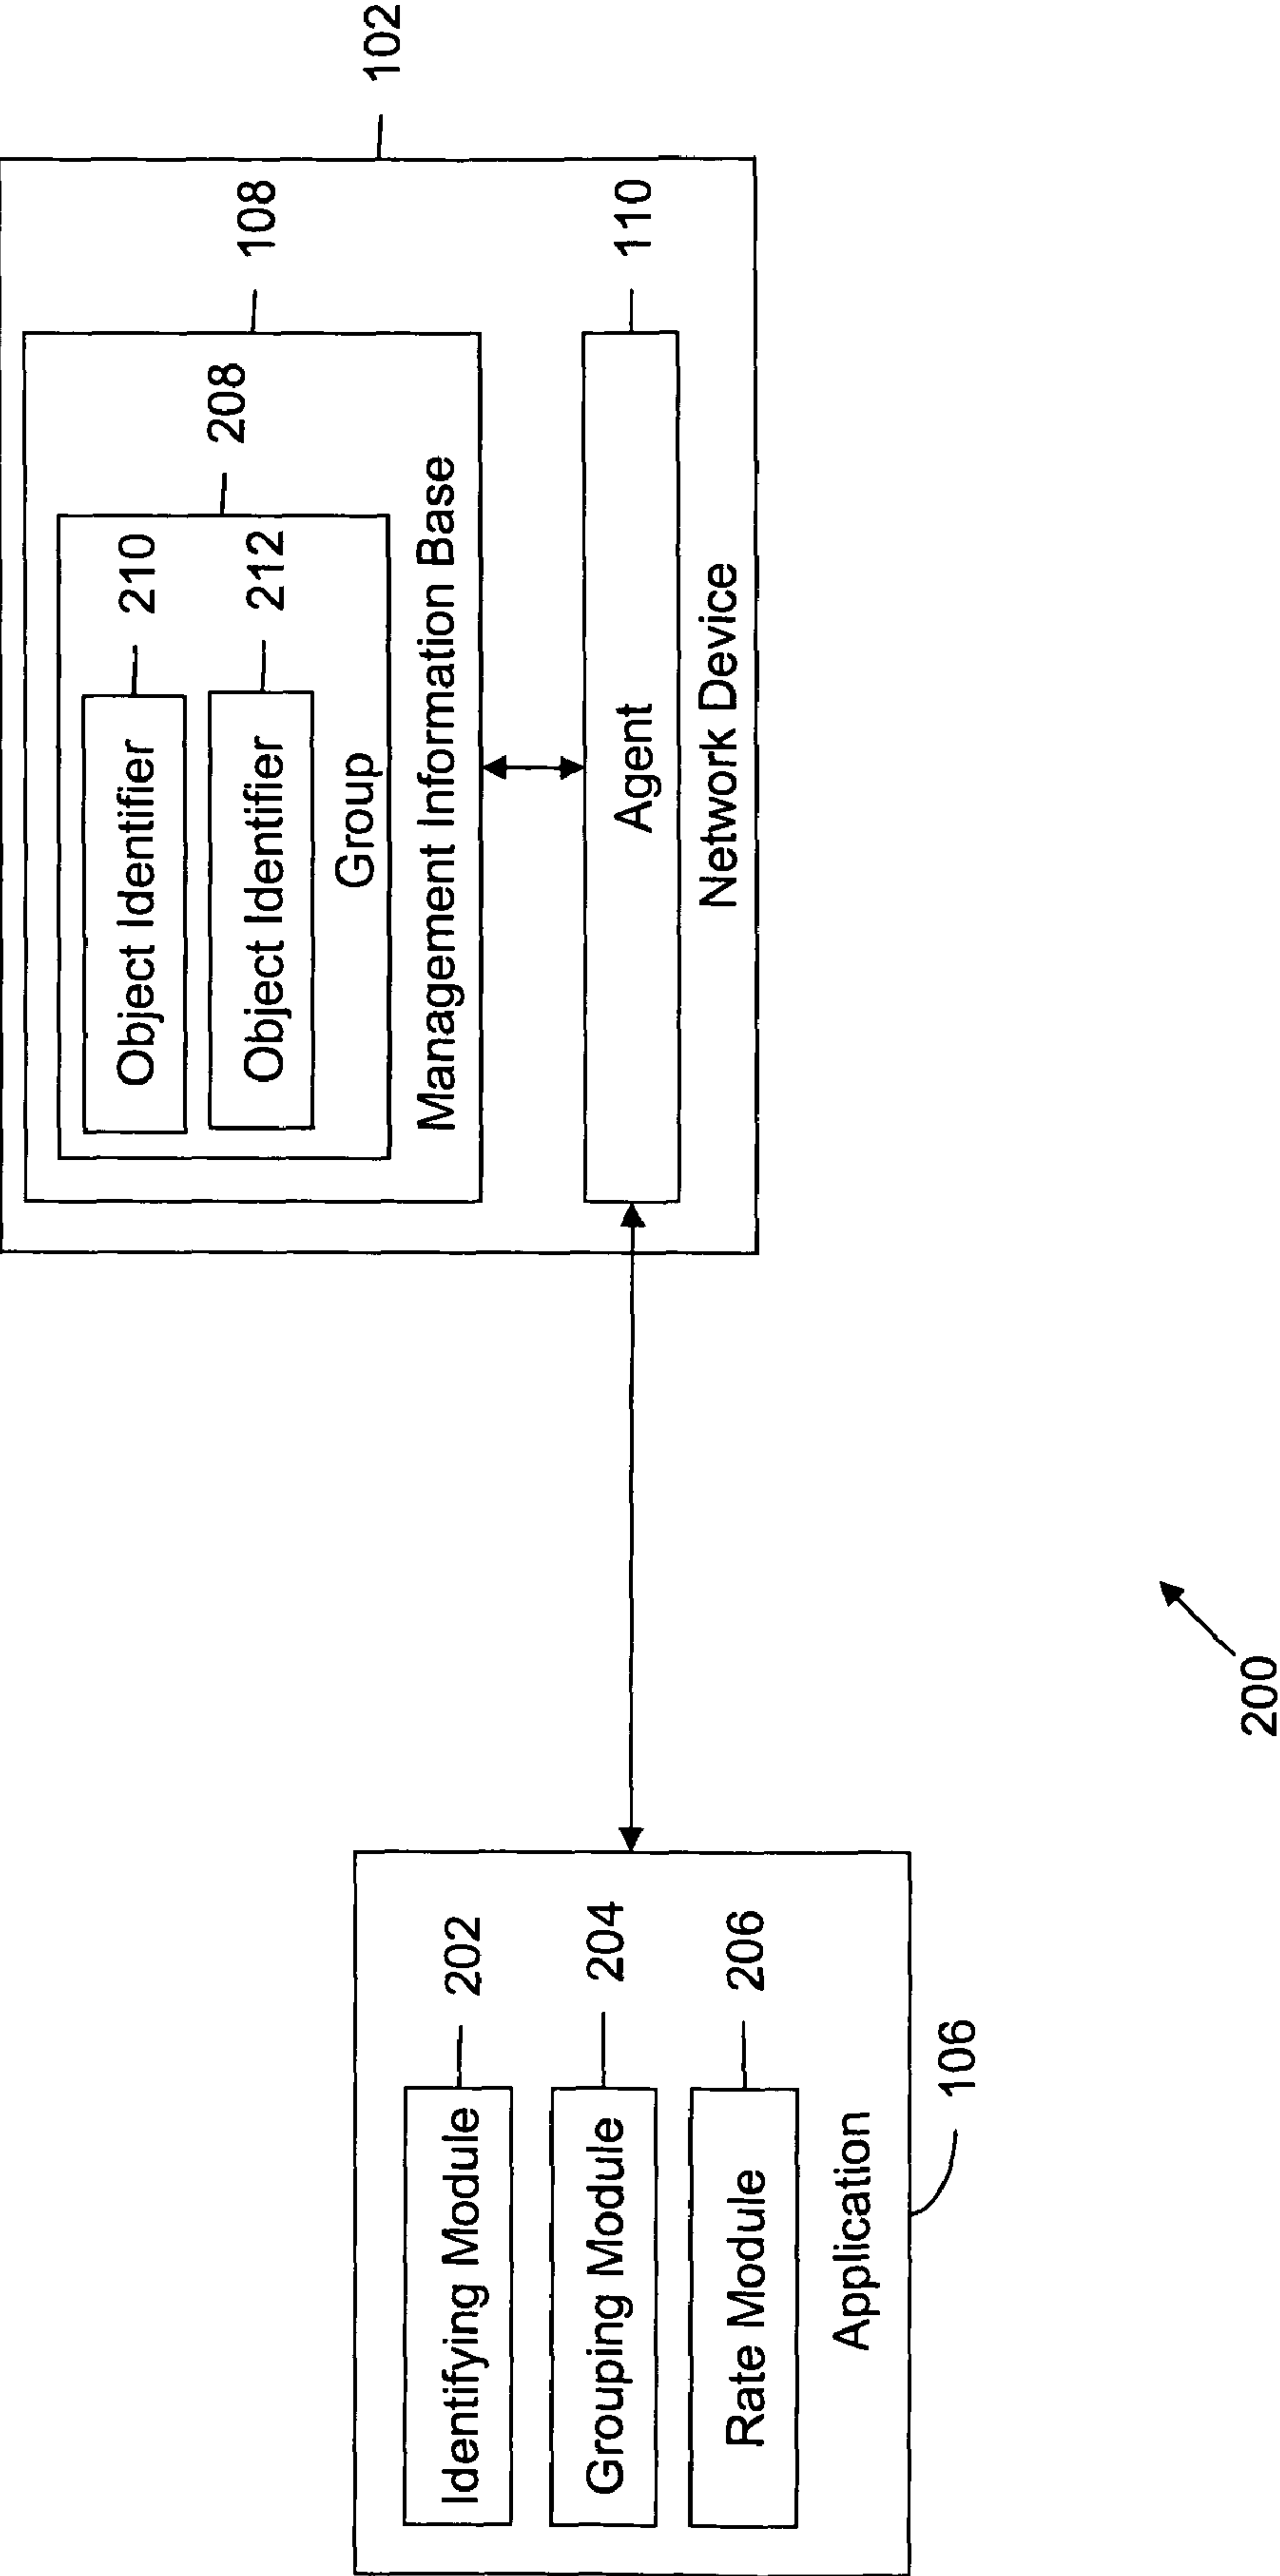 102
108
208
Object Identifier
210
Object Identifier
212
Group
Management Information Base
Agent
110
Network Device
Identifying Module
202
Grouping Module
204
Rate Module
206
Application
106
200